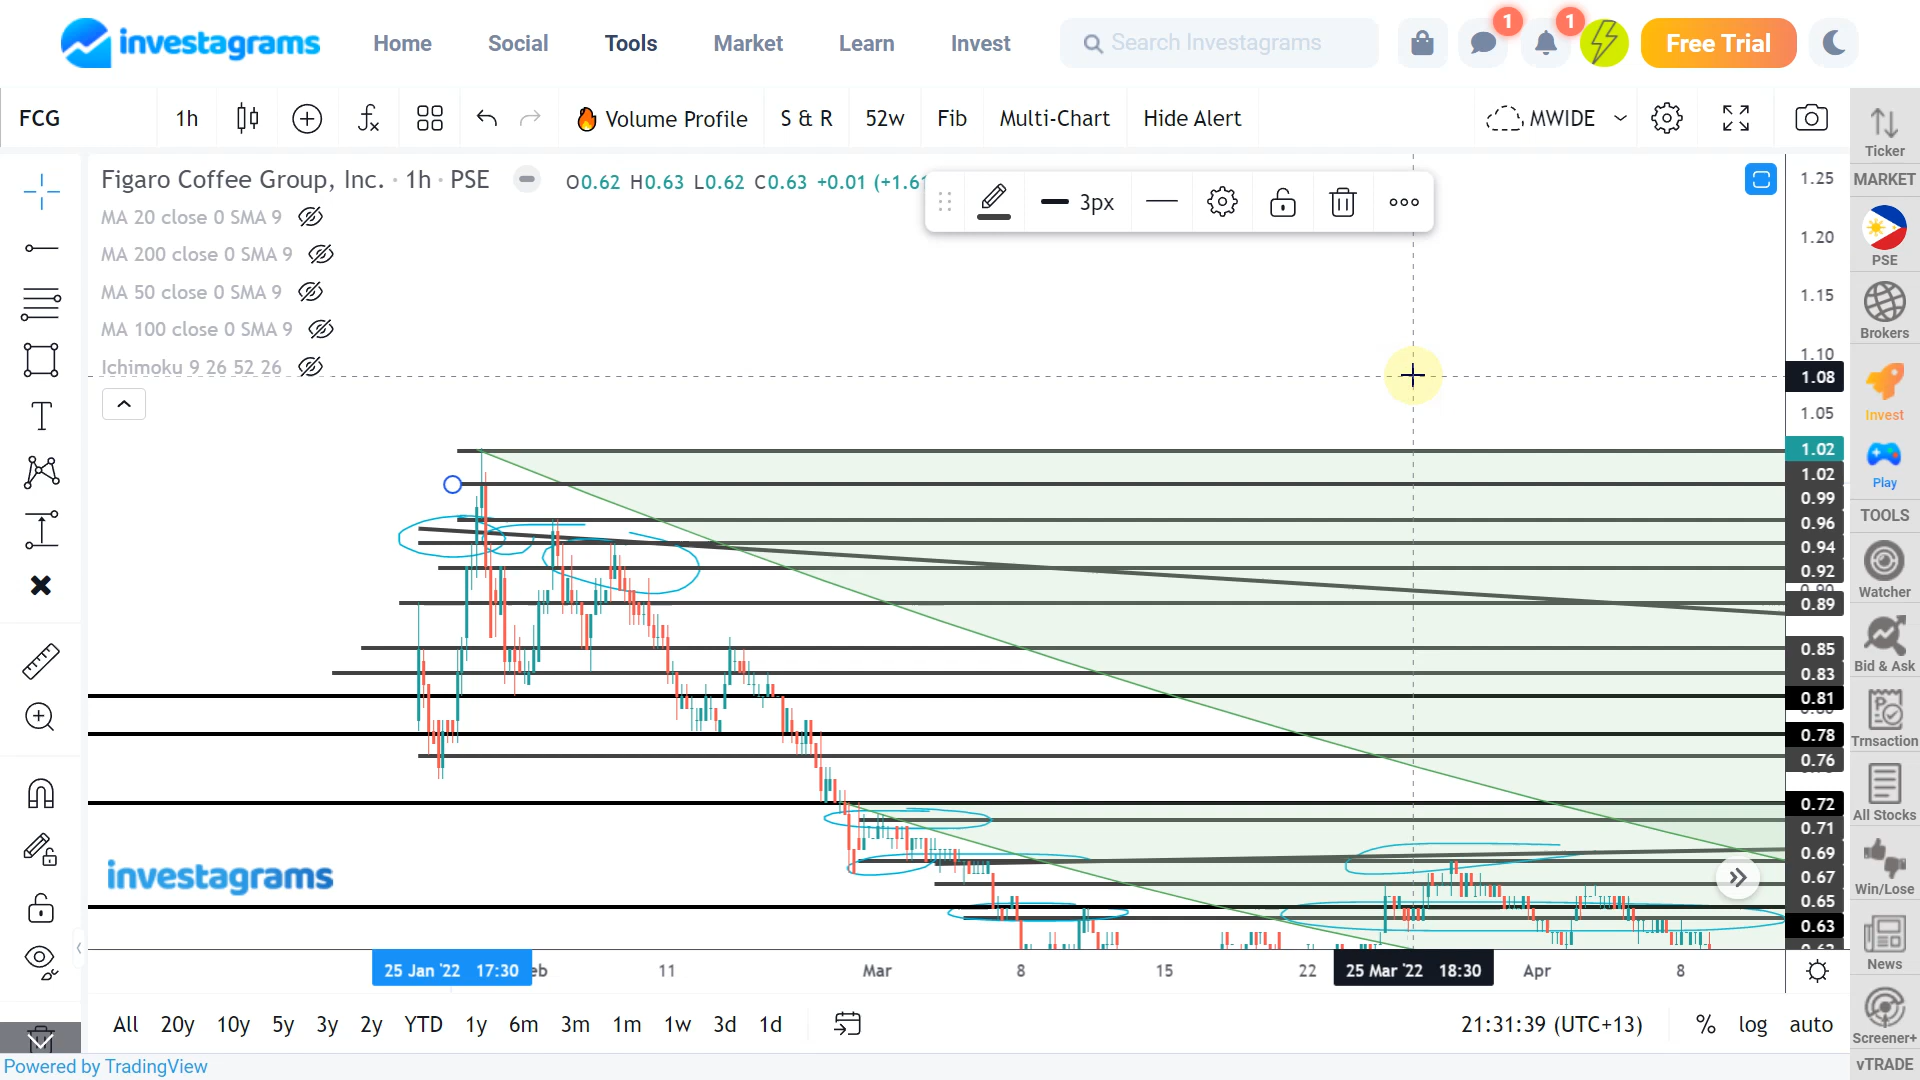 investagrams
Home
Social
Tools
Market
Learn
Invest
Search Investagrams
1
1
Free Trial
FCG
1h
Volume Profile
S & R
52w
Fib
Multi-Chart
Hide Alert
MWIDE
Figaro Coffee Group, Inc. · 1h · PSE
O0.62 H0.63 L0.62 C0.63 +0.01 (+1.61
3px
MA 20 close 0 SMA 9
MA 200 close 0 SMA 9
MA 50 close 0 SMA 9
MA 100 close 0 SMA 9
Ichimoku 9 26 52 26
1.25
1.20
1.15
1.10
1.08
1.05
1.02
1.02
0.99
0.96
0.94
0.92
0.89
0.85
0.83
0.81
0.78
0.76
0.72
0.71
0.69
0.67
0.65
0.63
investagrams
25 Jan '22 17:30
eb
11
Mar
8
15
22
25 Mar '22 18:30
Apr
8
All
20y
10y
5y
3y
2y
YTD
1y
6m
3m
1m
1w
3d
1d
21:31:39 (UTC+13)
%
log
auto
Powered by TradingView
Ticker
MARKET
PSE
Brokers
Invest
Play
TOOLS
Watcher
Bid & Ask
Trnsaction
All Stocks
Win/Lose
News
Screener+
vTRADE